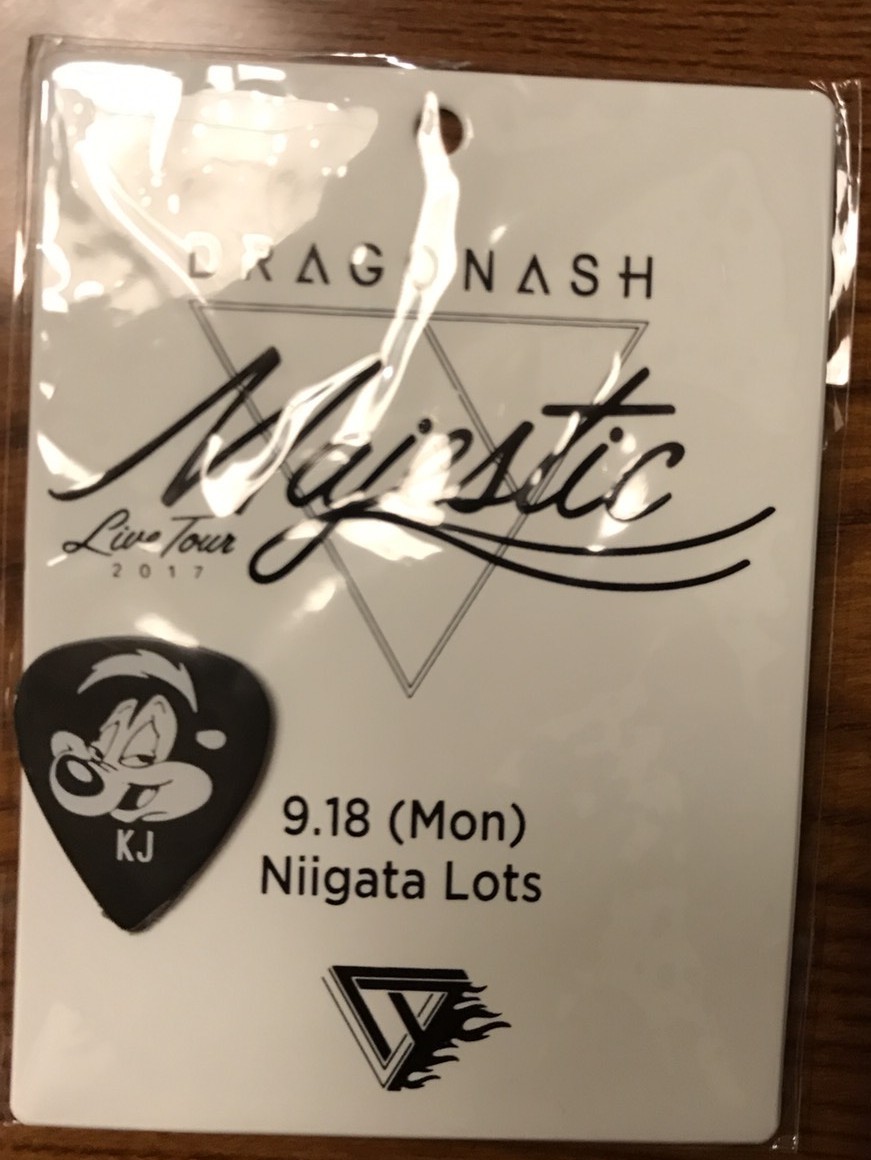 DRAGONASH
Majestic
Live Tour
2017
KJ
9.18 (Mon)
Niigata Lots